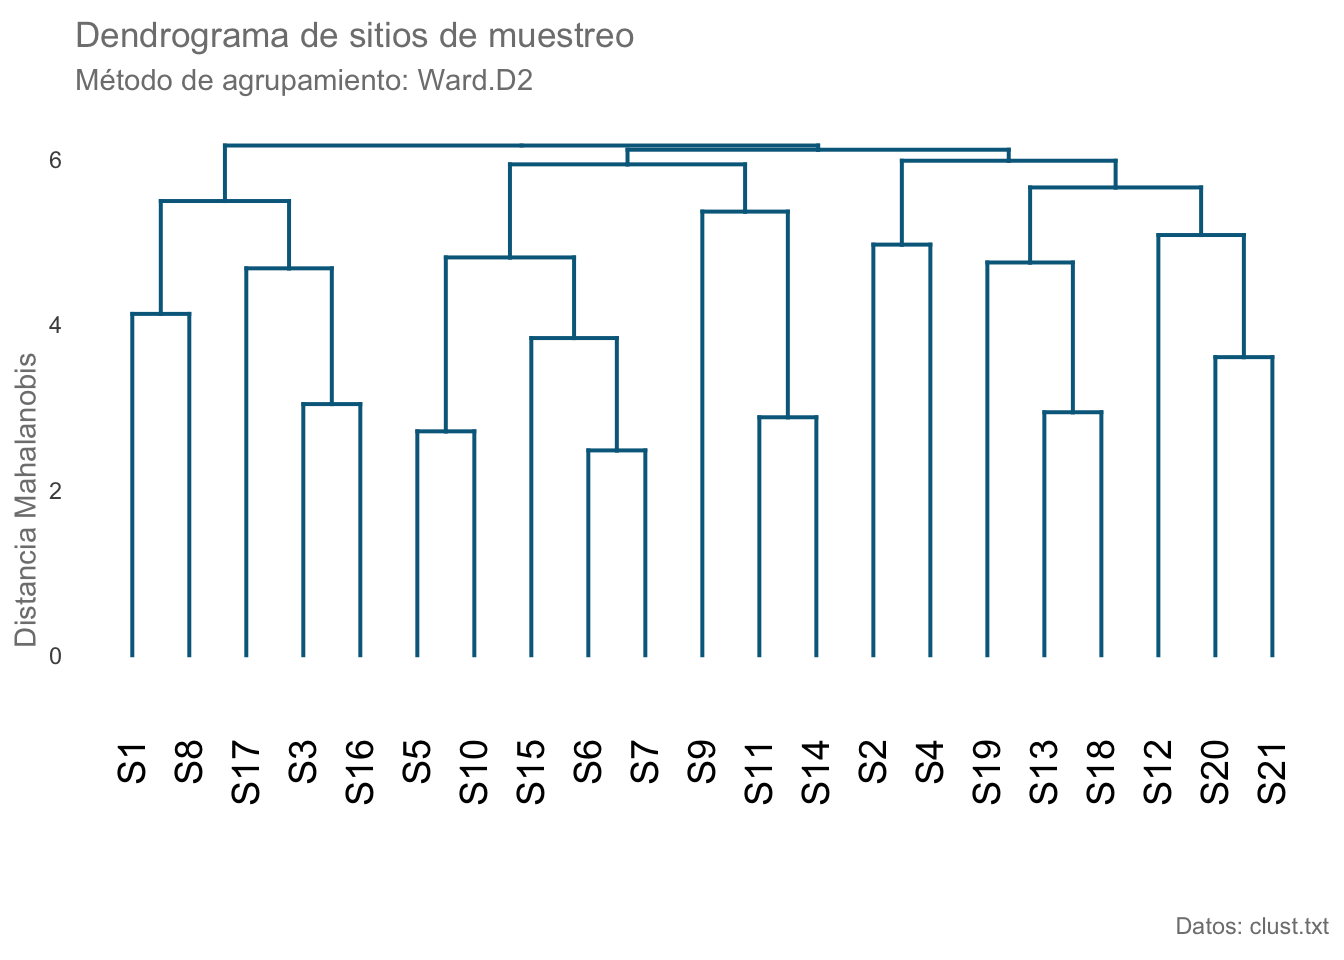 Dendrograma de sitios de muestreo
Método de agrupamiento: Ward.D2
6
4
2
0
Distancia Mahalanobis
S1
S8
S17
S3
S16
S5
S10
S15
S6
S7
S9
S11
S14
S2
S4
S19
S13
S18
S12
S20
S21
Datos: clust.txt